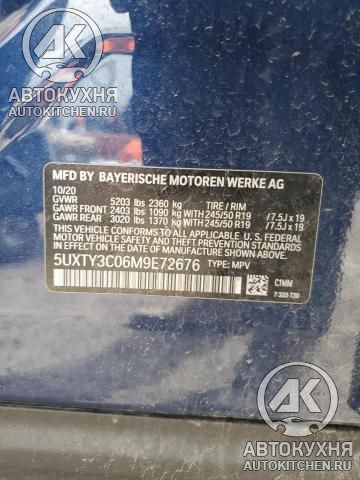 АВТОКУХНЯ
AUTOKITCHEN.RU
MFD BY BAYERISCHE MOTOREN WERKE AG
10/20
GVWR 5203 lbs 2360 kg TIRE / RIM
GAWR FRONT 2403 lbs 1090 kg WITH 245/50 R19 /7.5J x 19
GAWR REAR 3020 lbs 1370 kg WITH 245/50 R19 /7.5J x 19
THIS VEHICLE CONFORMS TO ALL APPLICABLE U.S. FEDERAL
MOTOR VEHICLE SAFETY STANDARDS IN EFFECT ON THE
DATE OF MANUFACTURE SHOWN ABOVE.
5UXTY3C06M9E72676 TYPE: MPV
C1MM
7 320 730
АВТОКУХНЯ
AUTOKITCHEN.RU